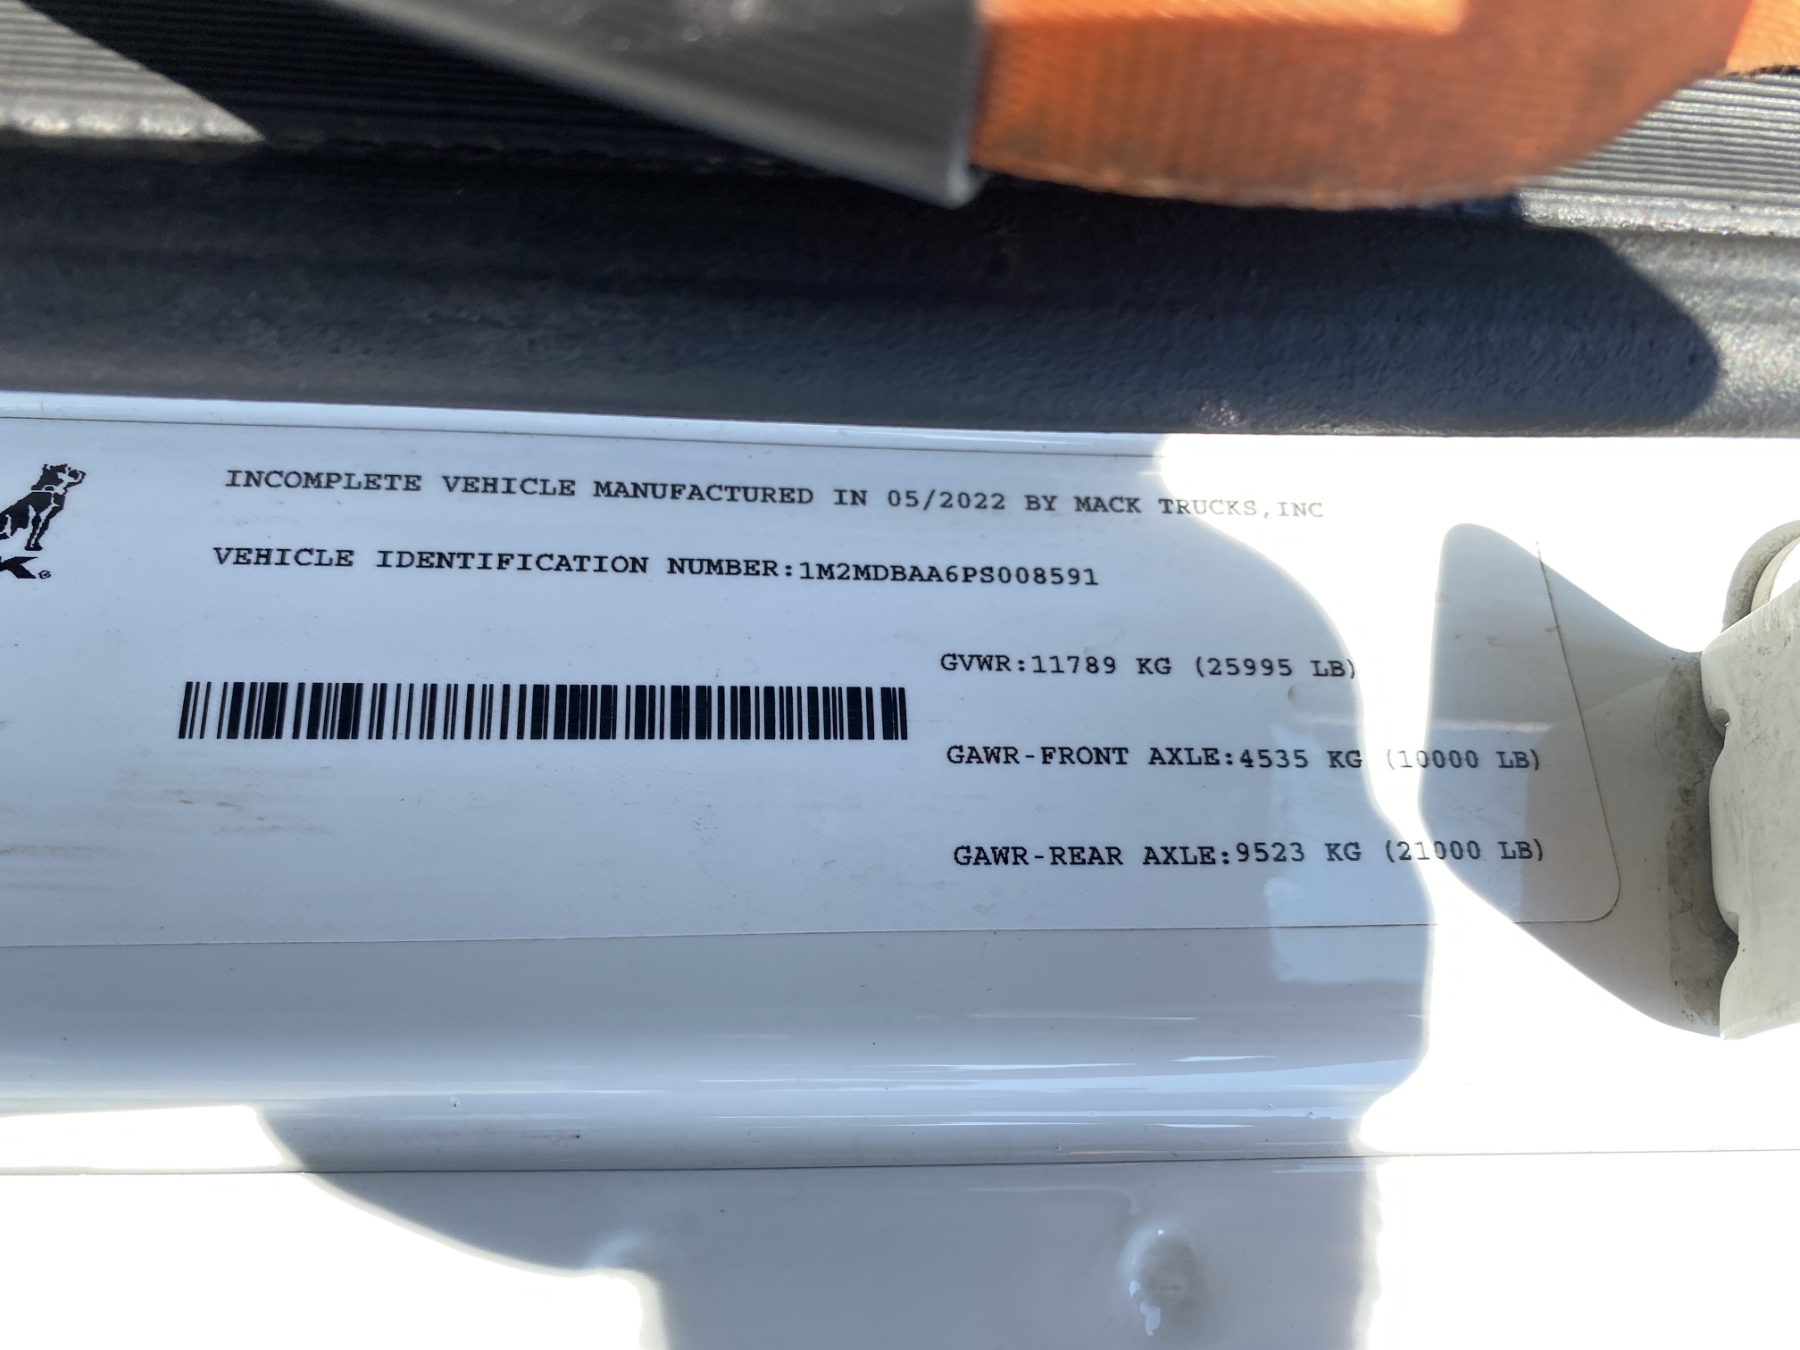 INCOMPLETE VEHICLE MANUFACTURED IN 05/2022 BY MACK TRUCKS,INC
K®
VEHICLE IDENTIFICATION NUMBER:1M2MDBAA6PS008591
GVWR:11789 KG (25995 LB)
GAWR-FRONT AXLE:4535 KG (10000 LB)
GAWR-REAR AXLE:9523 KG (21000 LB)